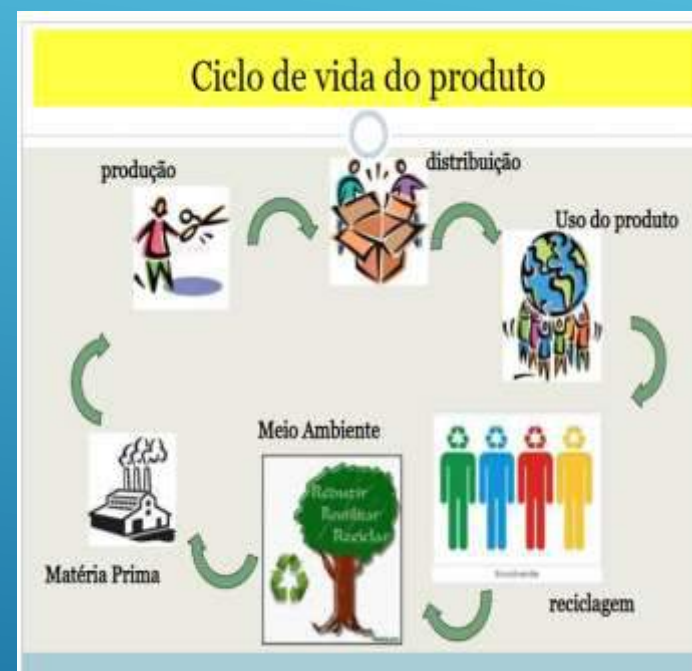 Ciclo de vida do produto
produção
distribuição
Uso do produto
Meio Ambiente
Reduzir
Reutilizar
Reciclar
Matéria Prima
reciclagem